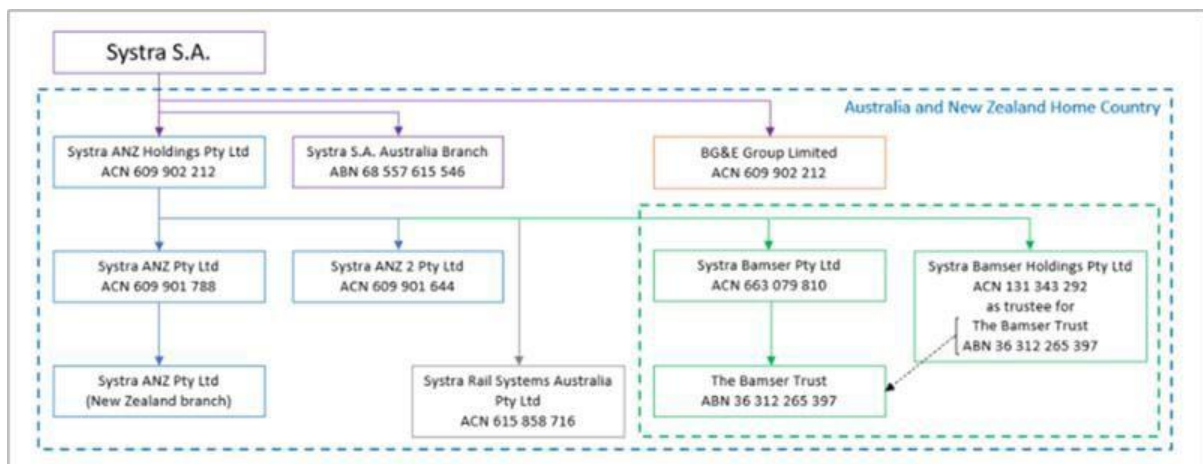 Systra S.A.
Australia and New Zealand Home Country
Systra ANZ Holdings Pty Ltd
ACN 609 902 212
Systra S.A. Australia Branch
ABN 68 557 615 546
BG&E Group Limited
ACN 609 902 212
Systra ANZ Pty Ltd
ACN 609 901 788
Systra ANZ 2 Pty Ltd
ACN 609 901 644
Systra Bamser Pty Ltd
ACN 663 079 810
Systra Bamser Holdings Pty Ltd
ACN 131 343 292
as trustee for
The Bamser Trust
ABN 36 312 265 397
Systra ANZ Pty Ltd
(New Zealand branch)
Systra Rail Systems Australia
Pty Ltd
ACN 615 858 716
The Bamser Trust
ABN 36 312 265 397